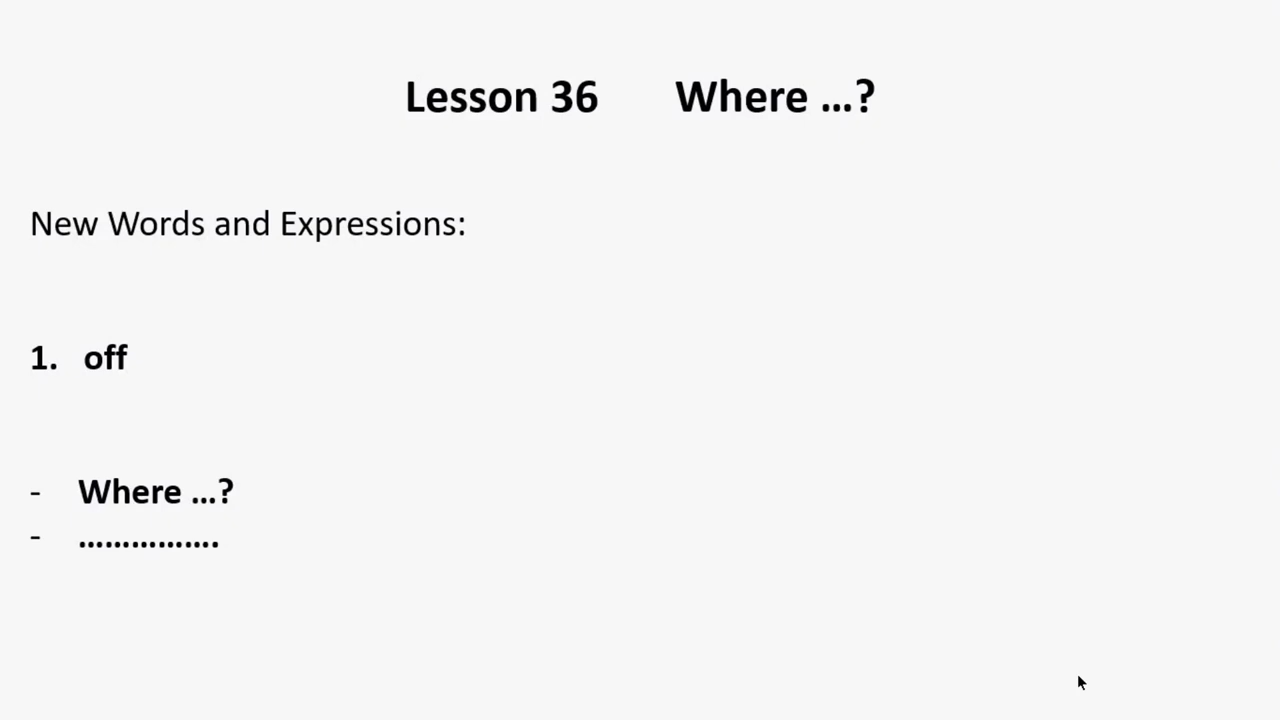 Lesson 36 Where ...?
New Words and Expressions:
1. off
- Where ...?
- ................